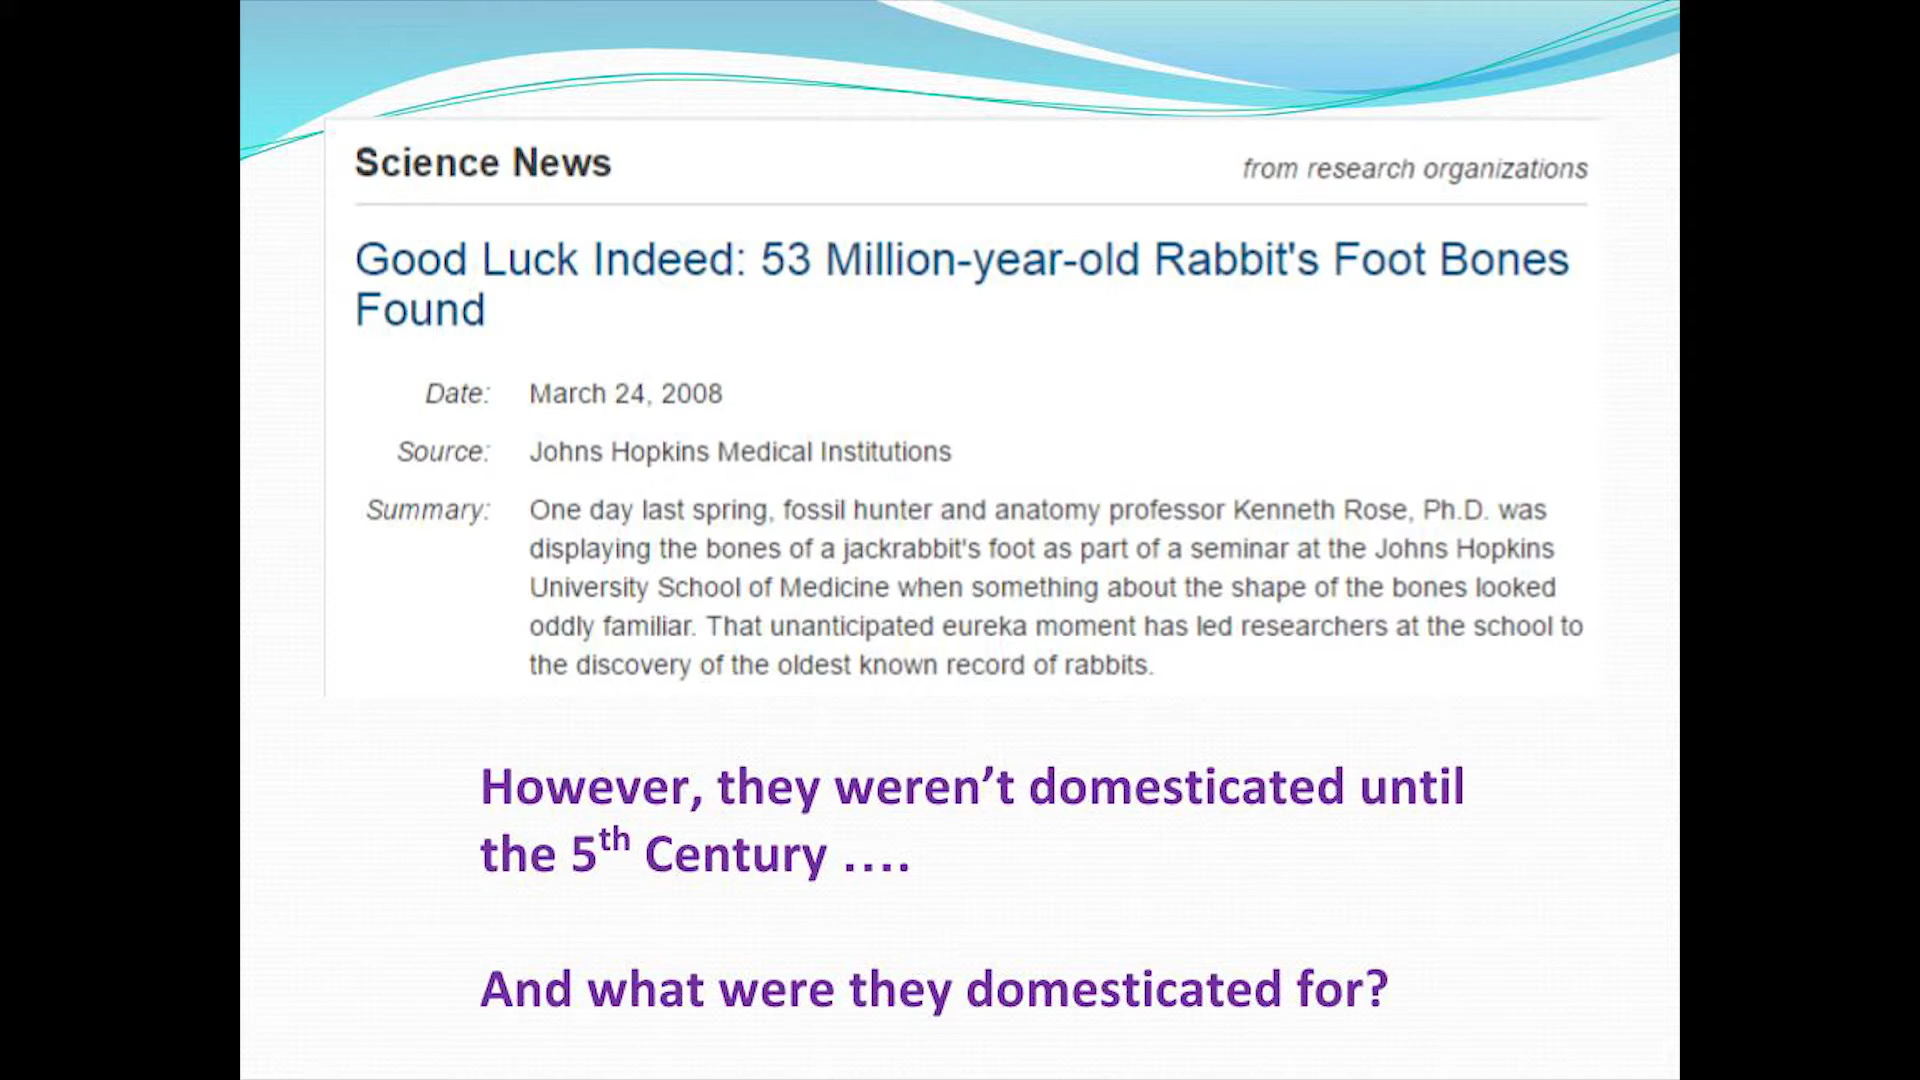 Science News
from research organizations
Good Luck Indeed: 53 Million-year-old Rabbit's Foot Bones
Found
Date: March 24, 2008
Source: Johns Hopkins Medical Institutions
Summary: One day last spring, fossil hunter and anatomy professor Kenneth Rose, Ph.D. was
displaying the bones of a jackrabbit's foot as part of a seminar at the Johns Hopkins
University School of Medicine when something about the shape of the bones looked
oddly familiar. That unanticipated eureka moment has led researchers at the school to
the discovery of the oldest known record of rabbits.
However, they weren’t domesticated until
the 5th Century ….
And what were they domesticated for?